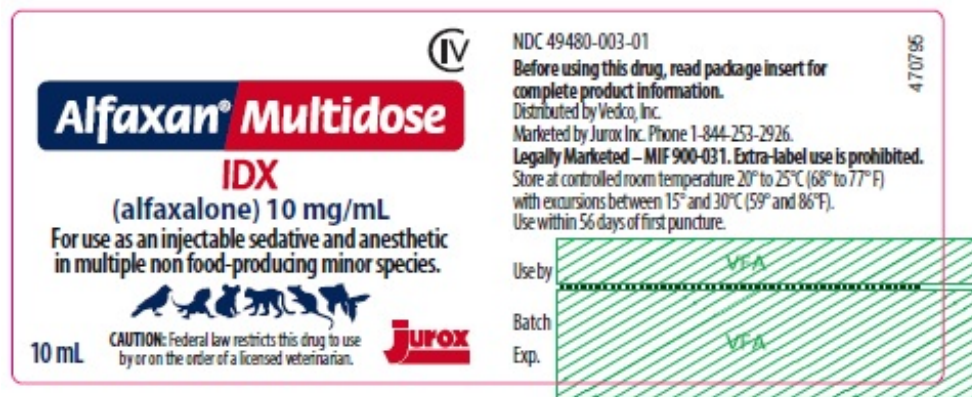 CIV
Alfaxan® Multidose
IDX
(alfaxalone) 10 mg/mL
For use as an injectable sedative and anesthetic
in multiple non food-producing minor species.
10 mL
CAUTION: Federal law restricts this drug to use
by or on the order of a licensed veterinarian.
Jurox
NDC 49480-003-01
Before using this drug, read package insert for
complete product information.
Distributed by Vedco, Inc.
Marketed by Jurox Inc. Phone 1-844-253-2926.
Legally Marketed – MIF 900-031. Extra-label use is prohibited.
Store at controlled room temperature 20° to 25°C (68° to 77° F)
with excursions between 15° and 30°C (59° and 86°F).
Use within 56 days of first puncture.
470795
Use by
VFA
Batch
VFA
Exp.